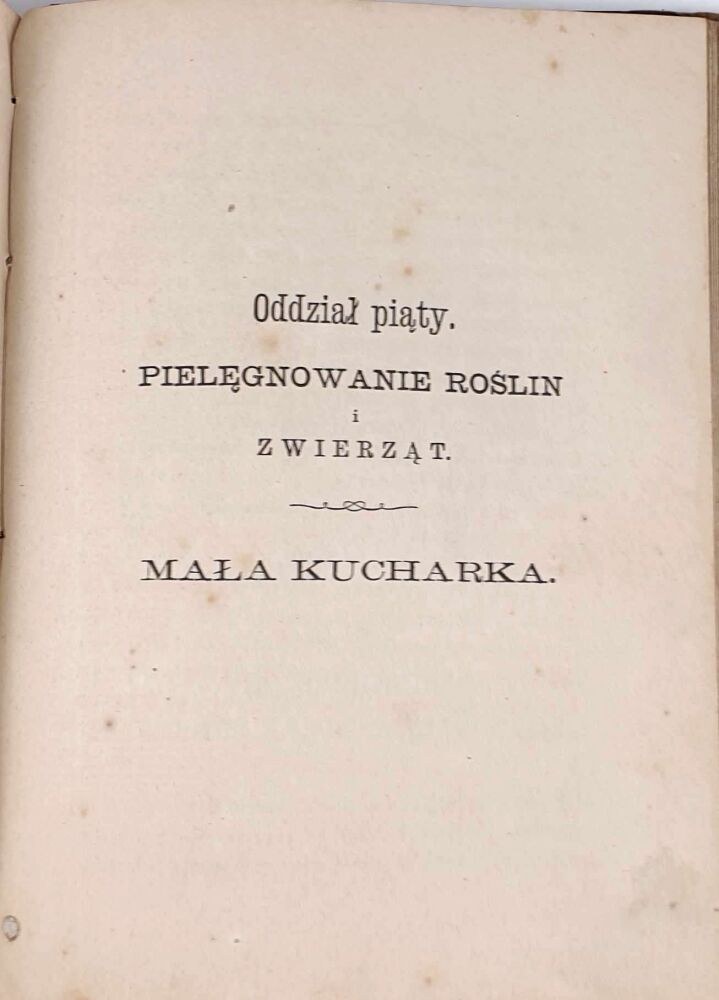 Oddział piąty.
PIELĘGNOWANIE ROŚLIN
i
ZWIERZĄT.
MAŁA KUCHARKA.